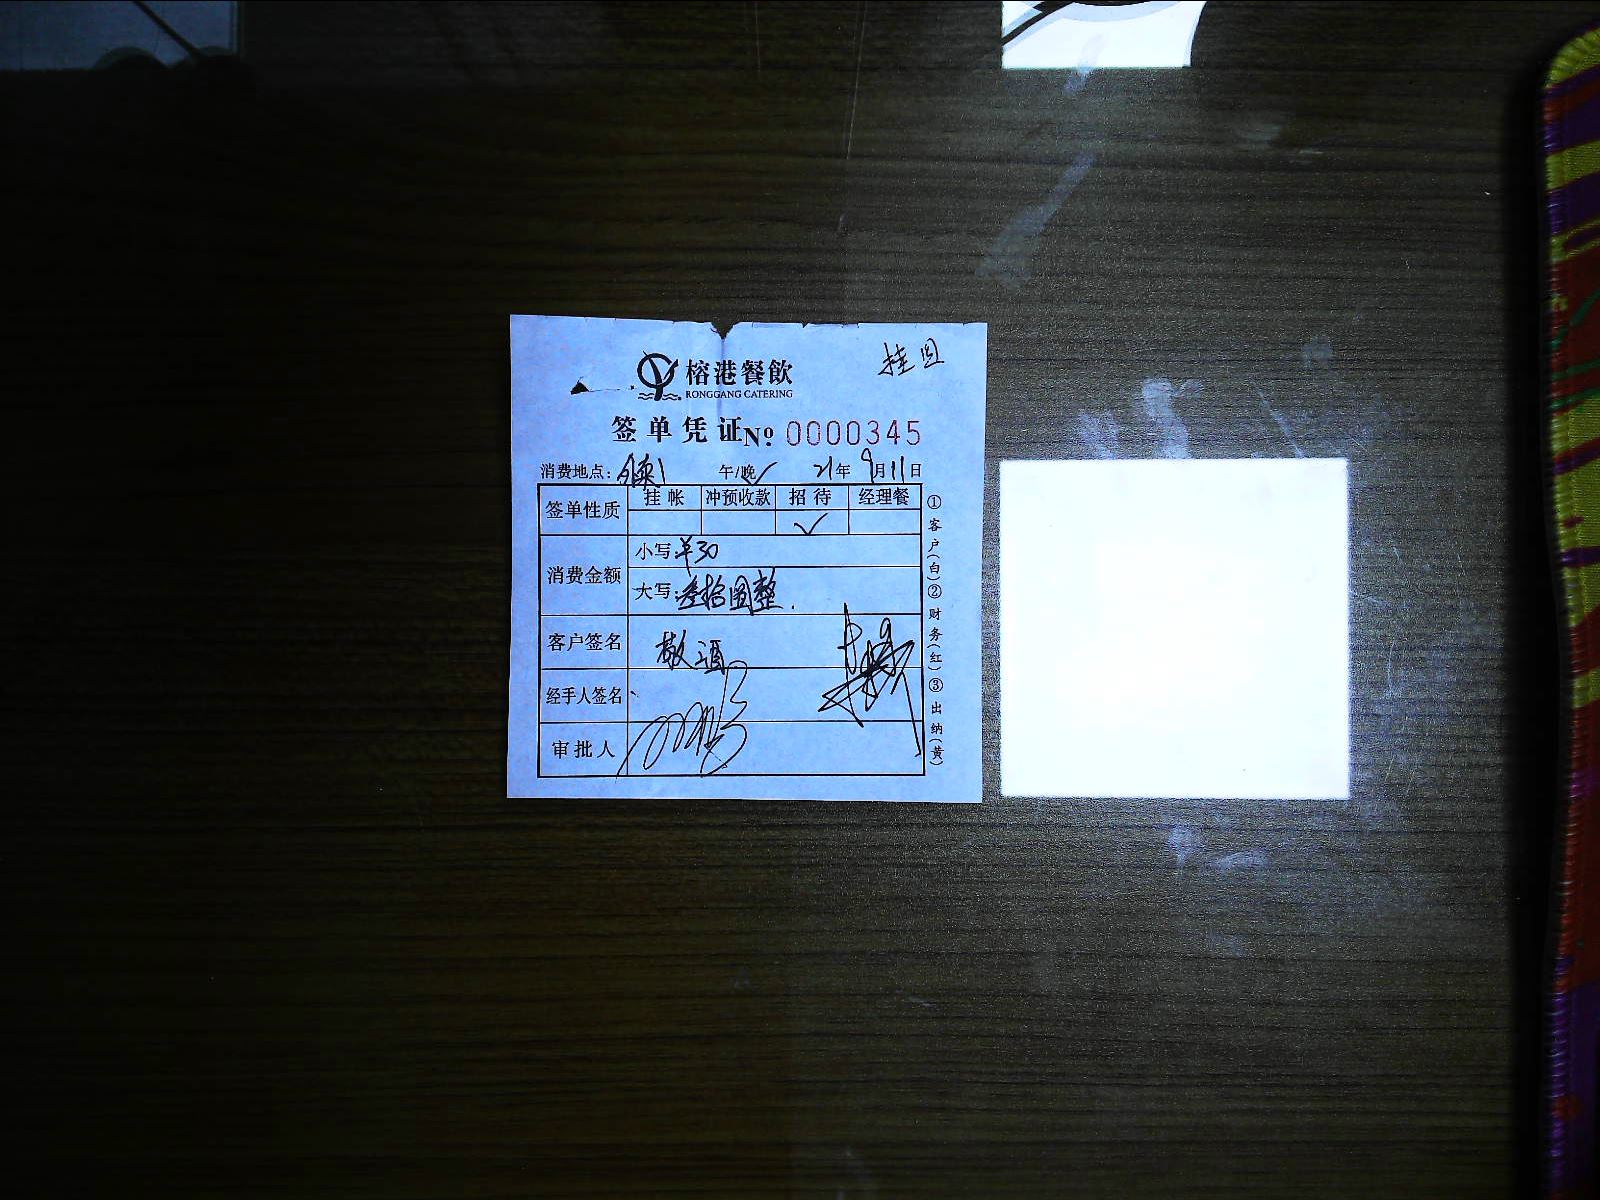 挂图
榕港餐飲
RONGGANG CATERING
签单凭证 Nº 0000345
消费地点: 午/晚✓ 21年9月11日
签单性质 挂帐 冲预收款 招待 经理餐
✓
消费金额 小写:¥30
大写:叁拾圆整.
客户签名 敬酒
经手人签名
审批人
①客户(白)②财务(红)③出纳(黄)